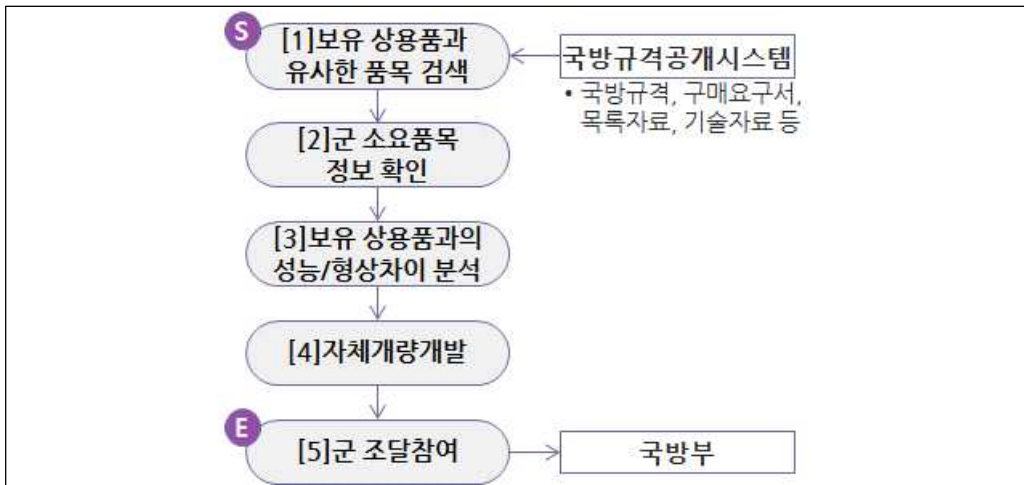 S
[1]보유 상용품과
유사한 품목 검색
국방규격공개시스템
• 국방규격, 구매요구서,
목록자료, 기술자료 등
[2]군 소요품목
정보 확인
[3]보유 상용품과의
성능/형상차이 분석
[4]자체개량개발
E
[5]군 조달참여
국방부